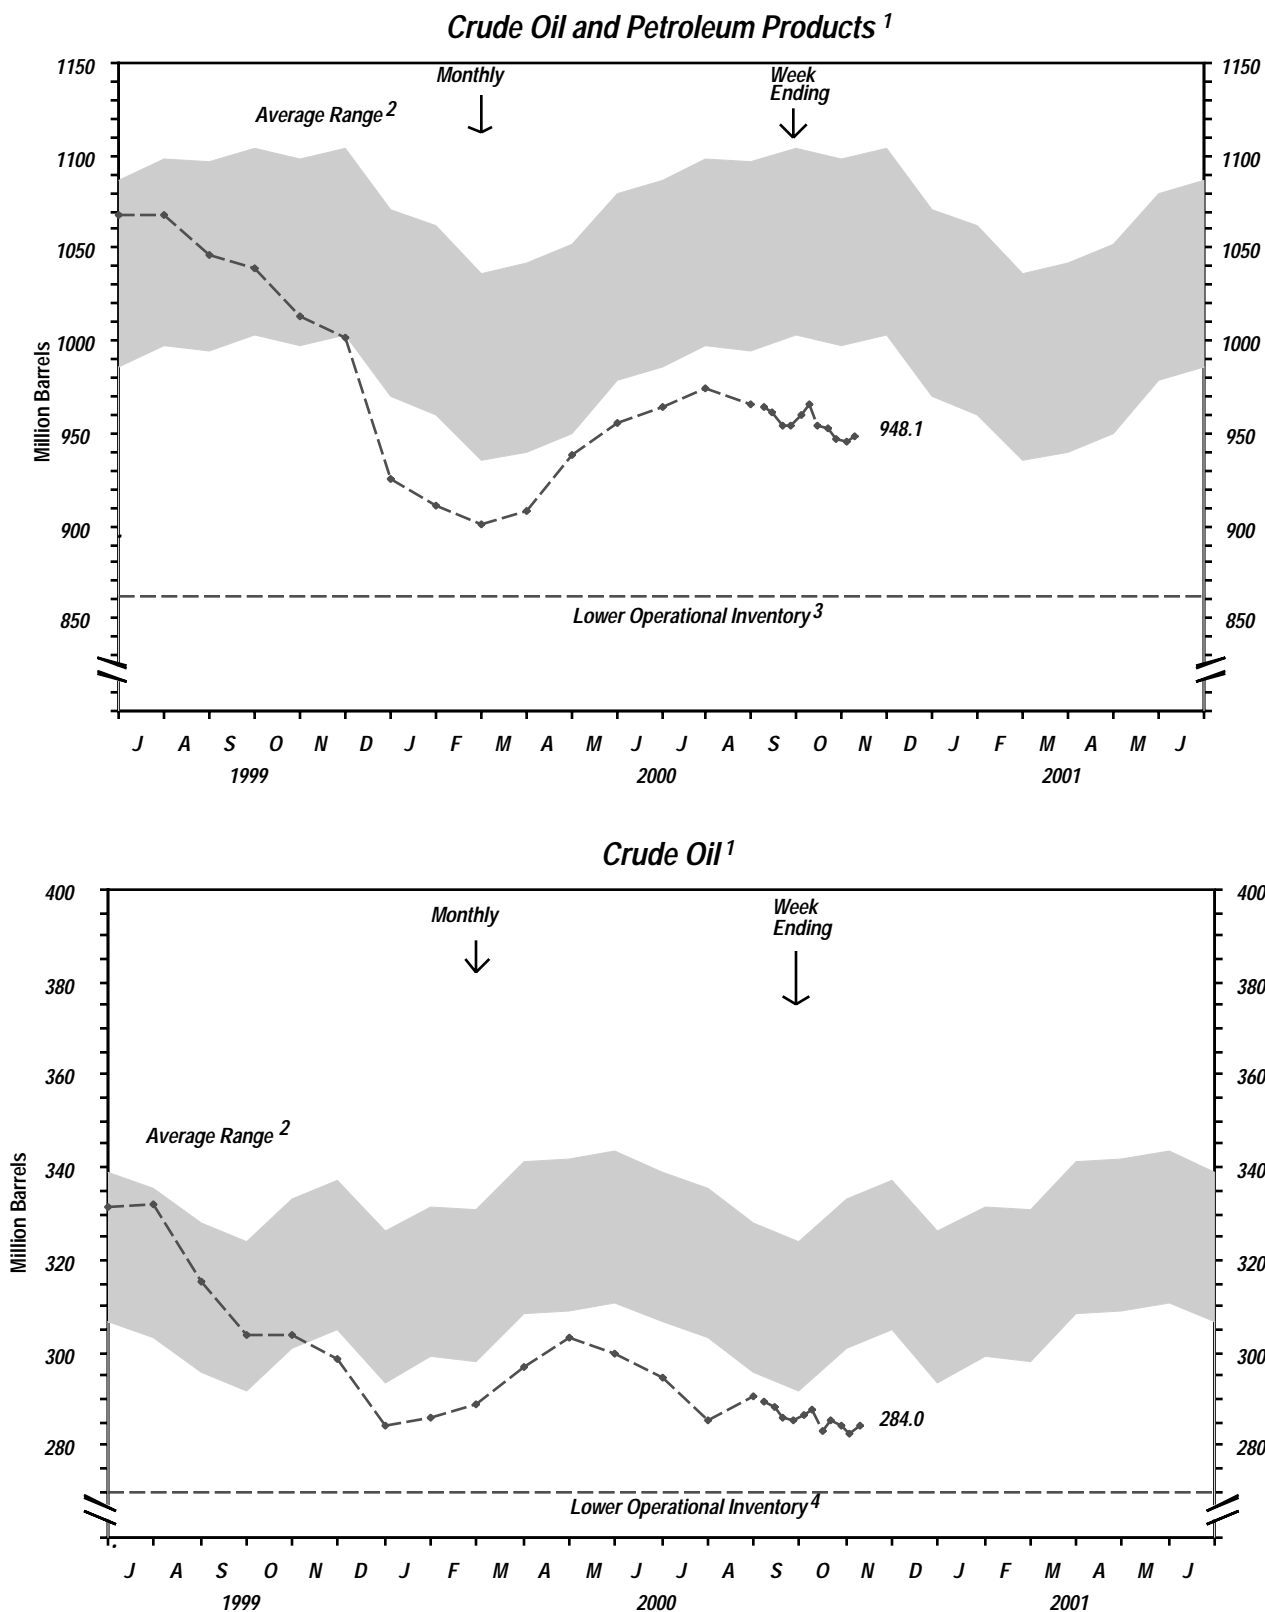 Crude Oil and Petroleum Products 1
1150 1150
Monthly Week
Ending
Average Range 2
1100 1100
1050 1050
1000 1000
Million Barrels
950 948.1 950
900 900
Lower Operational Inventory 3
850 850
J A S O N D J F M A M J J A S O N D J F M A M J
1999 2000 2001
Crude Oil 1
400 400
Monthly Week
Ending
380 380
360 360
Average Range 2
340 340
Million Barrels
320 320
300 300
284.0
280 280
Lower Operational Inventory 4
J A S O N D J F M A M J J A S O N D J F M A M J
1999 2000 2001